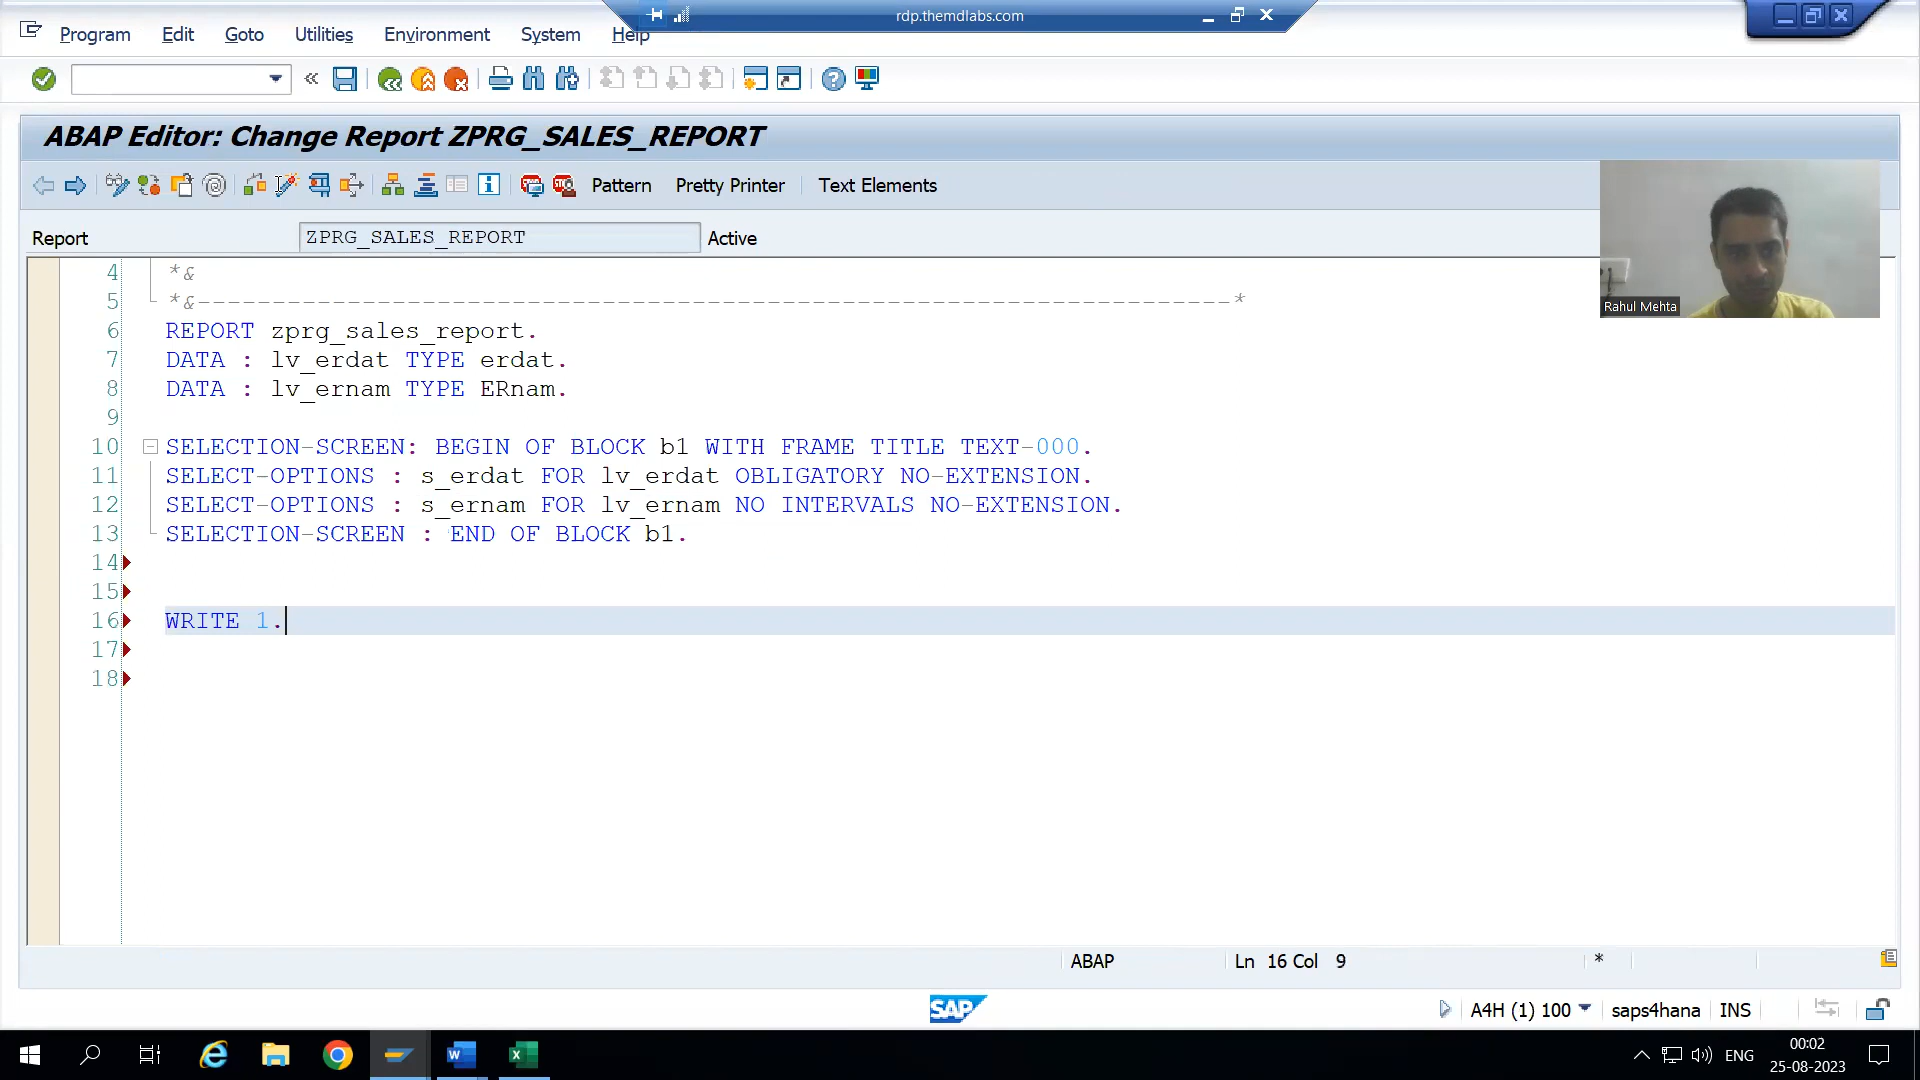 rdp.themdlabs.com
Program Edit Goto Utilities Environment System Help
ABAP Editor: Change Report ZPRG_SALES_REPORT
Pattern Pretty Printer Text Elements
Report ZPRG_SALES_REPORT Active
Rahul Mehta
4 *&
5 *&---------------------------------------------------------------------*
6 REPORT zprg_sales_report.
7 DATA : lv_erdat TYPE erdat.
8 DATA : lv_ernam TYPE ERnam.
9
10 SELECTION-SCREEN: BEGIN OF BLOCK b1 WITH FRAME TITLE TEXT-000.
11 SELECT-OPTIONS : s_erdat FOR lv_erdat OBLIGATORY NO-EXTENSION.
12 SELECT-OPTIONS : s_ernam FOR lv_ernam NO INTERVALS NO-EXTENSION.
13 SELECTION-SCREEN : END OF BLOCK b1.
14
15
16 WRITE 1.
17
18
ABAP Ln 16 Col 9 *
SAP A4H (1) 100 saps4hana INS
ENG 00:02
25-08-2023